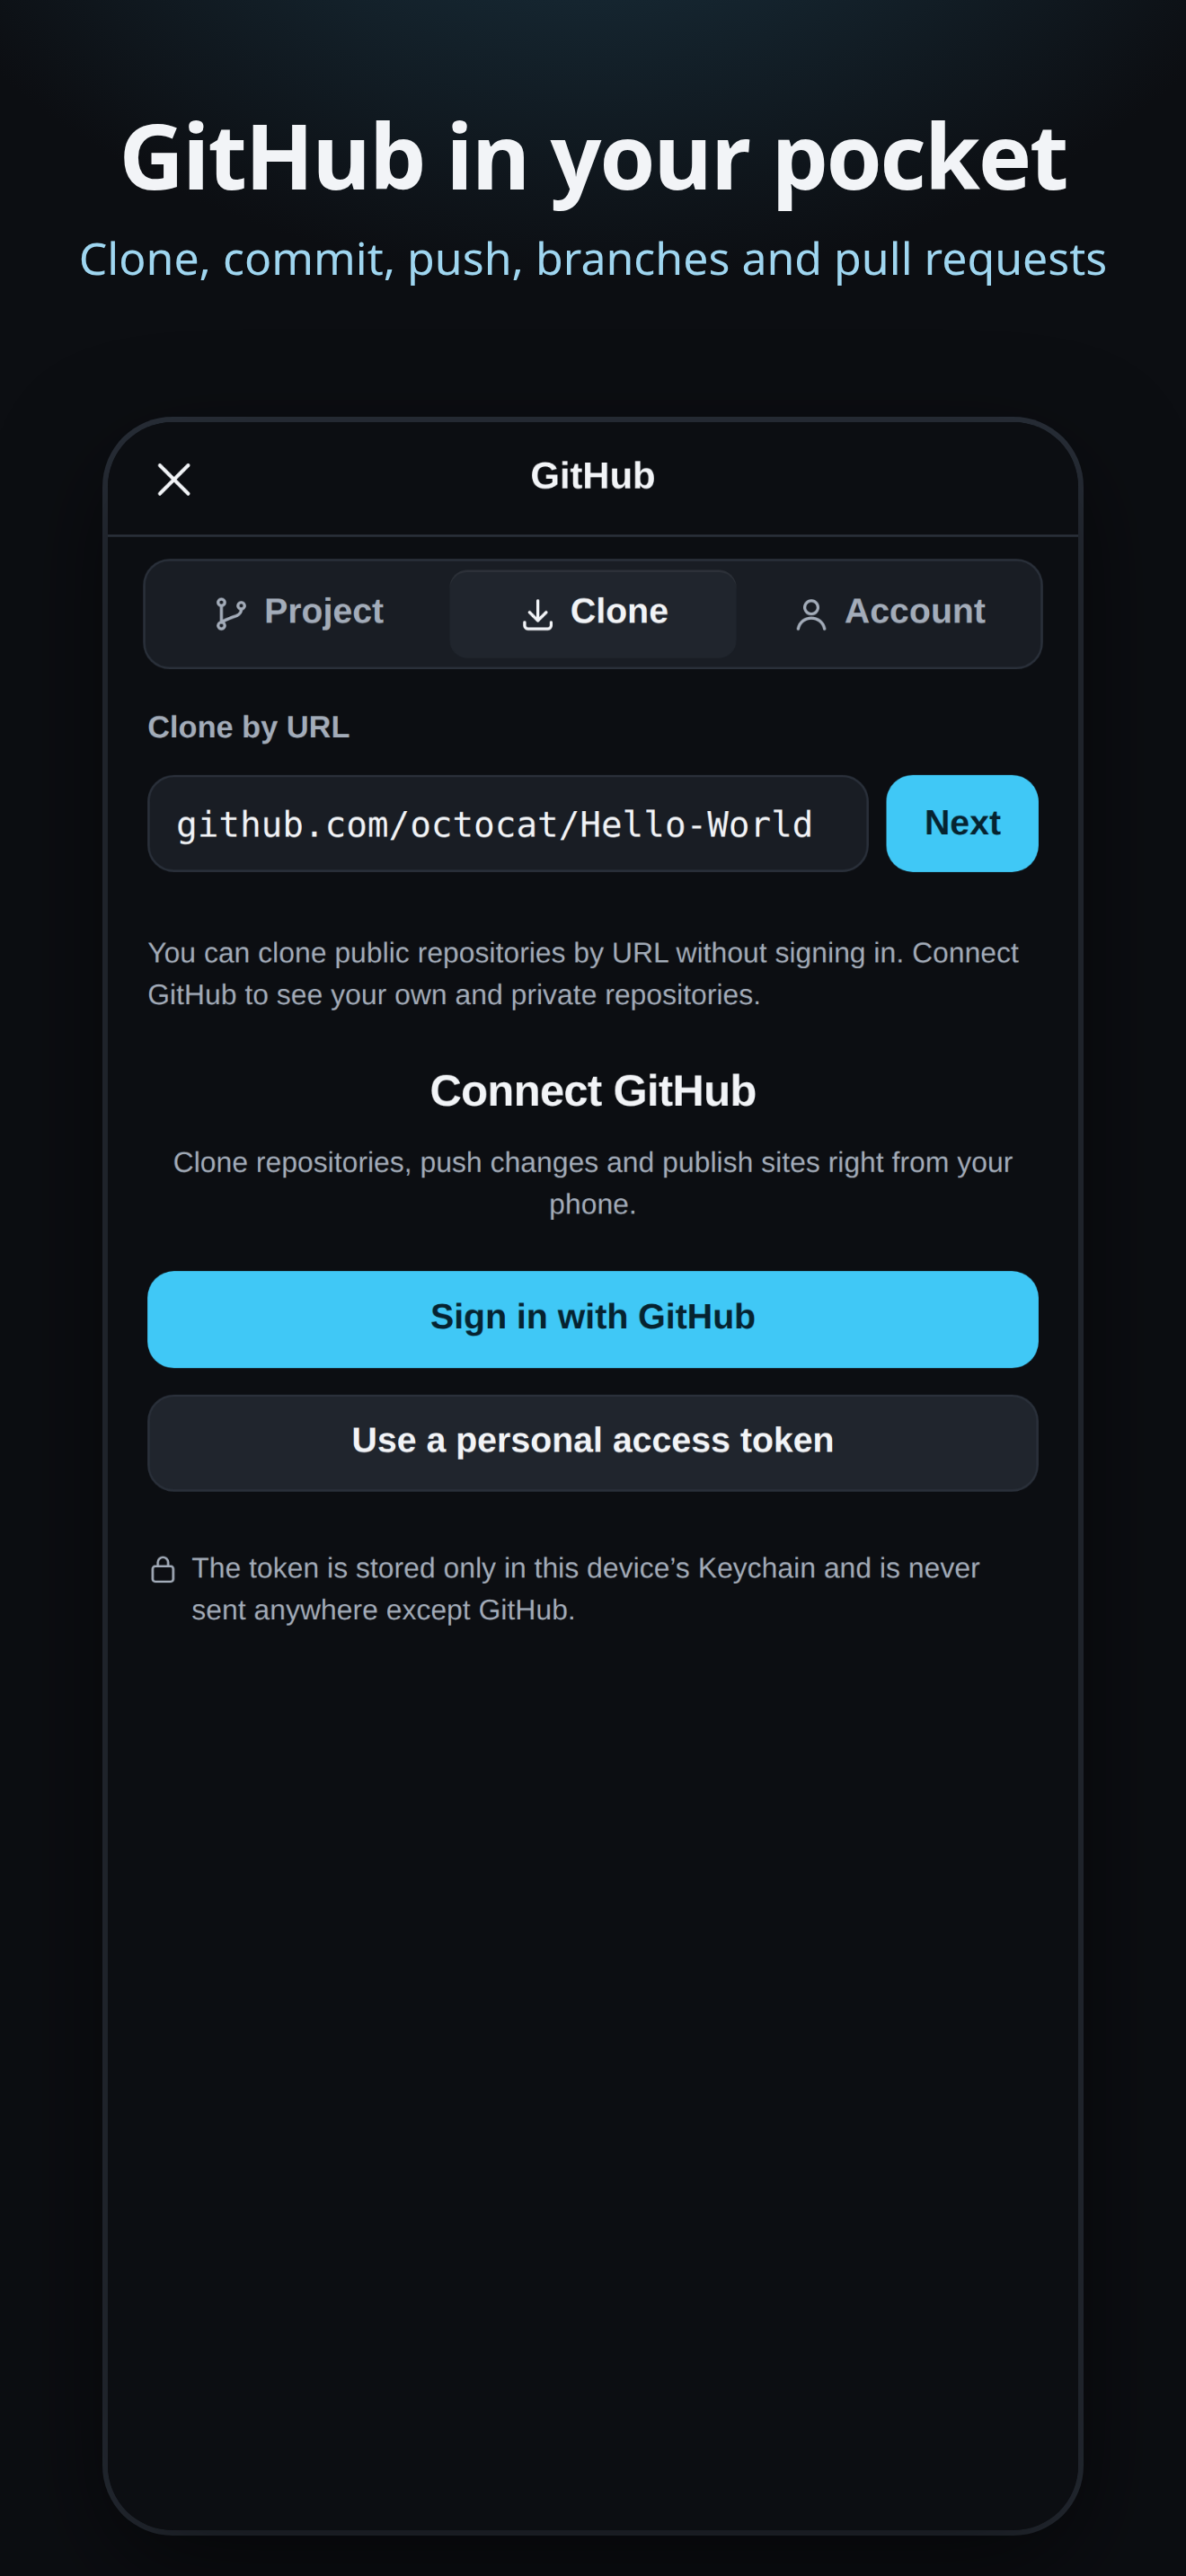 GitHub in your pocket
Clone, commit, push, branches and pull requests
GitHub
Project
Clone
Account
Clone by URL
github.com/octocat/Hello-World
Next
You can clone public repositories by URL without signing in. Connect
GitHub to see your own and private repositories.
Connect GitHub
Clone repositories, push changes and publish sites right from your
phone.
Sign in with GitHub
Use a personal access token
The token is stored only in this device’s Keychain and is never
sent anywhere except GitHub.